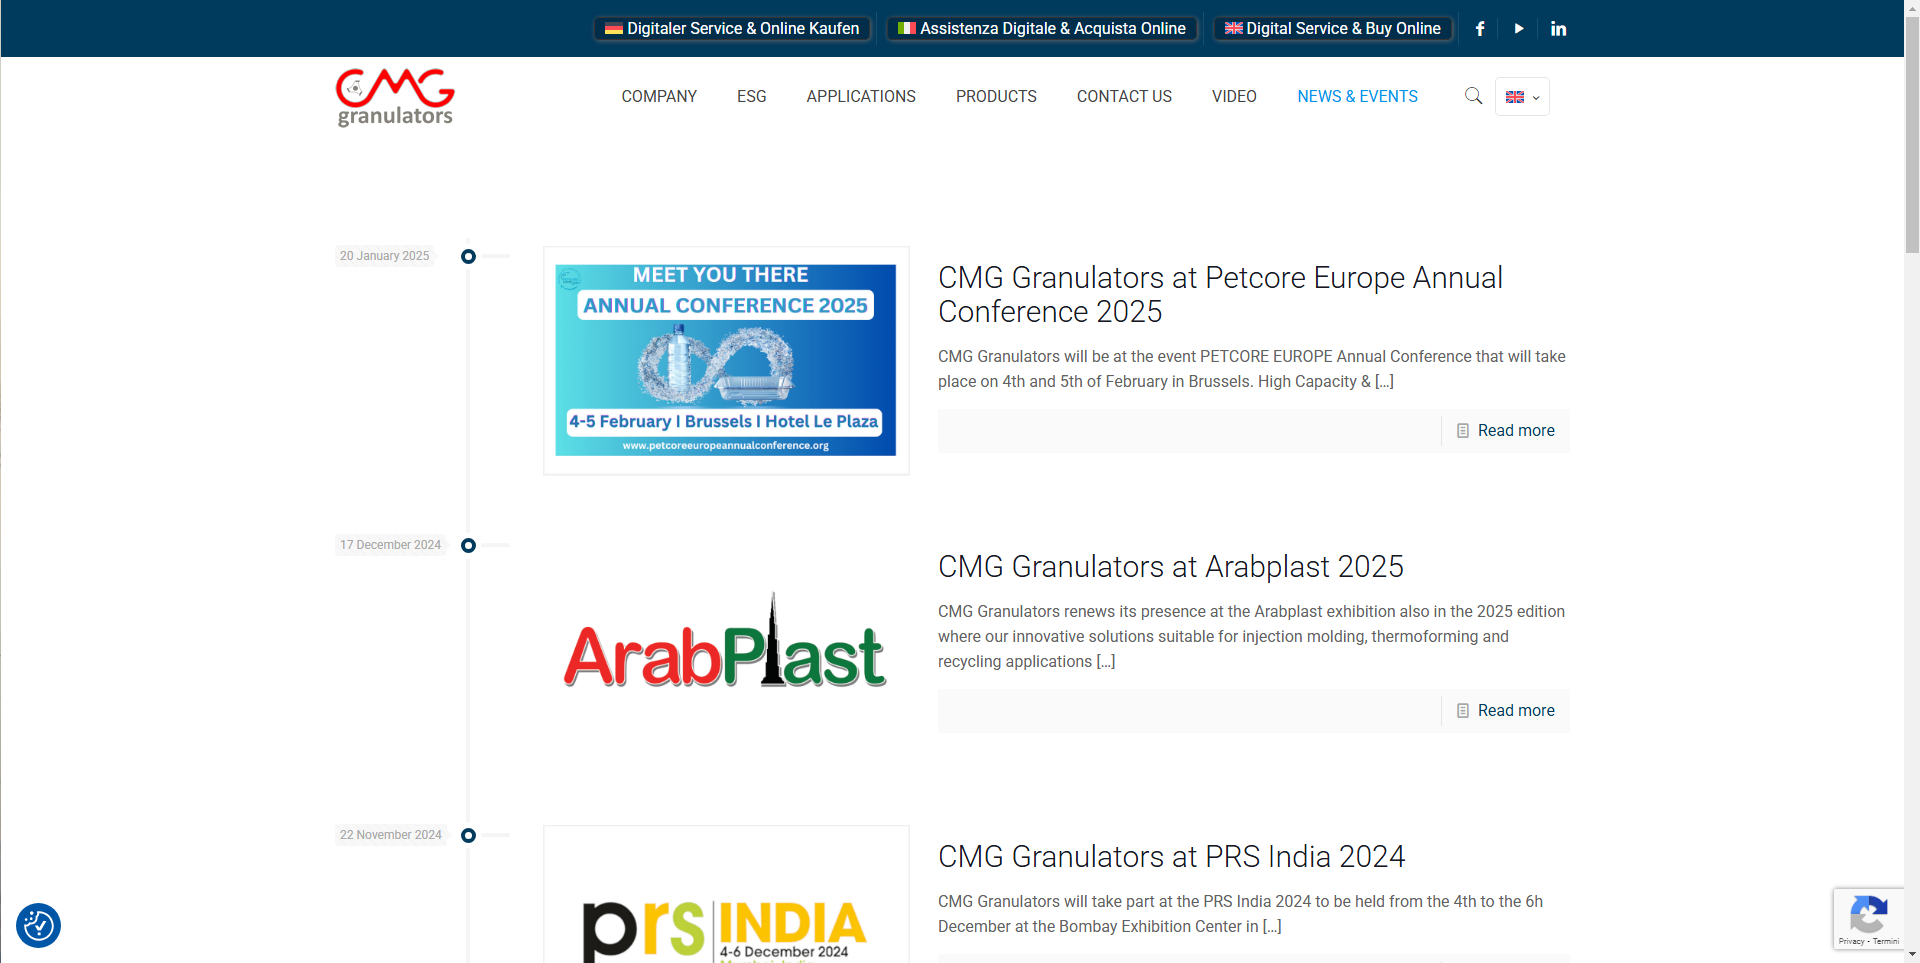 Digitaler Service & Online Kaufen
Assistenza Digitale & Acquista Online
Digital Service & Buy Online
CMG
granulators
COMPANY
ESG
APPLICATIONS
PRODUCTS
CONTACT US
VIDEO
NEWS & EVENTS
20 January 2025
MEET YOU THERE
ANNUAL CONFERENCE 2025
4-5 February I Brussels I Hotel Le Plaza
www.petcoreeuropeannualconference.org
CMG Granulators at Petcore Europe Annual
Conference 2025
CMG Granulators will be at the event PETCORE EUROPE Annual Conference that will take
place on 4th and 5th of February in Brussels. High Capacity & [...]
Read more
17 December 2024
ArabPlast
CMG Granulators at Arabplast 2025
CMG Granulators renews its presence at the Arabplast exhibition also in the 2025 edition
where our innovative solutions suitable for injection molding, thermoforming and
recycling applications [...]
Read more
22 November 2024
prs INDIA
4-6 December 2024
CMG Granulators at PRS India 2024
CMG Granulators will take part at the PRS India 2024 to be held from the 4th to the 6h
December at the Bombay Exhibition Center in [...]
Privacy - Termini